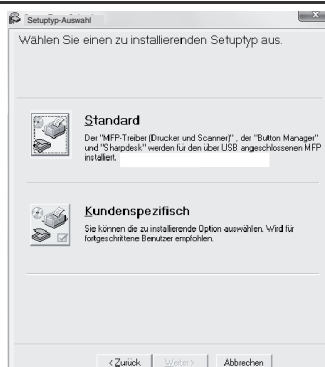 Setuptyp-Auswahl
Wählen Sie einen zu installierenden Setuptyp aus.
Standard
Der "MFP-Treiber (Drucker und Scanner)" , der "Button Manager"
und "Sharpdesk" werden für den über USB angeschlossenen MFP
installiert.
Kundenspezifisch
Sie können die zu installierende Option auswählen. Wird für
fortgeschrittene Benutzer empfohlen.
< Zurück Weiter > Abbrechen